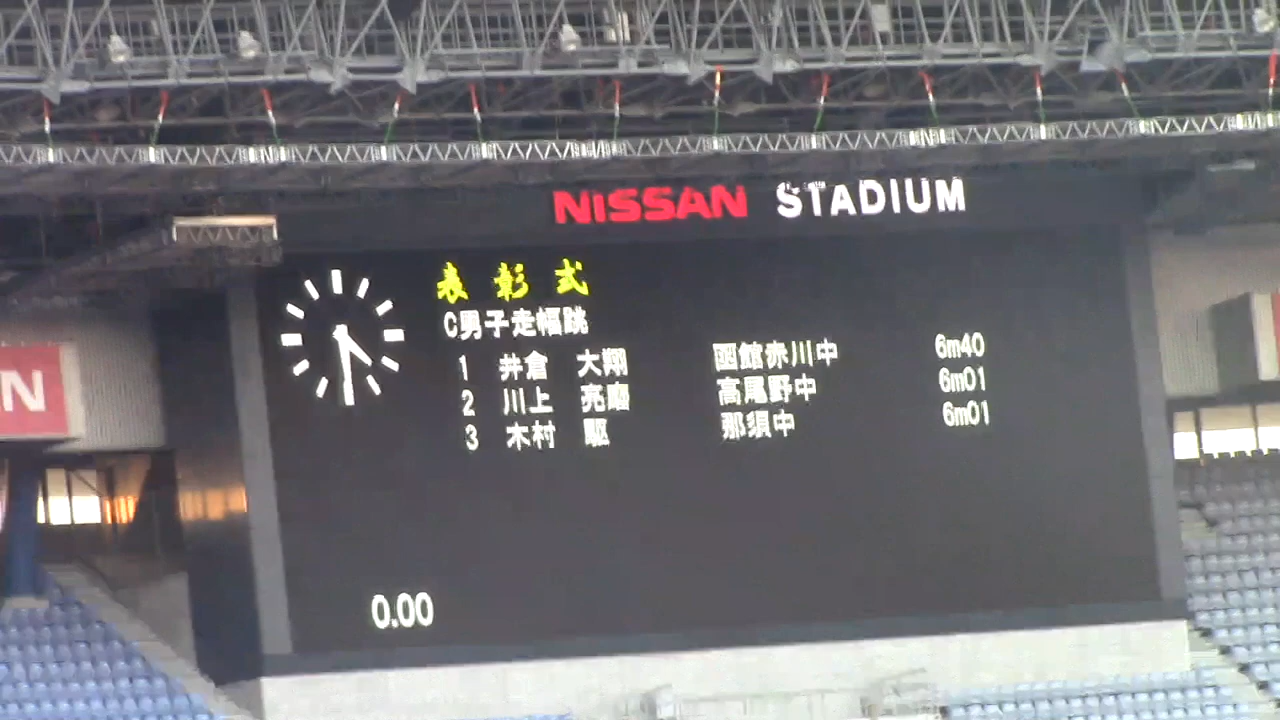 NISSAN STADIUM
表彰式
C男子走幅跳
1 井倉 大翔 函館赤川中 6m40
2 川上 亮磨 高尾野中 6m01
3 木村 駆 那須中 6m01
N
0.00